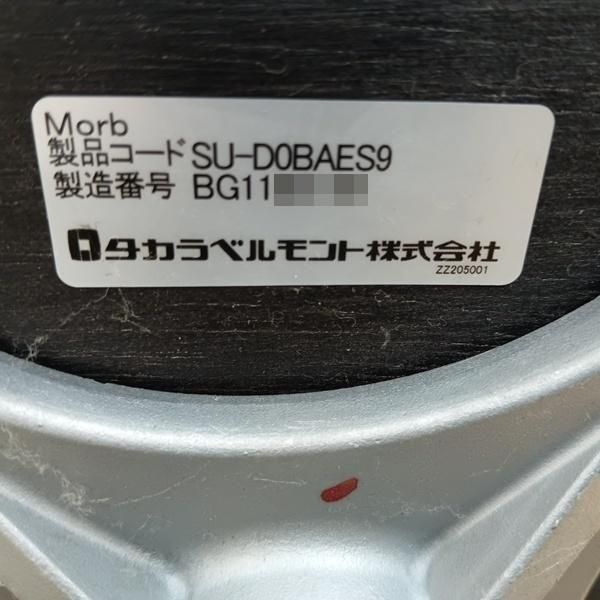 Morb
製品コード SU-D0BAES9
製造番号 BG11
タカラベルモント株式会社
ZZ205001